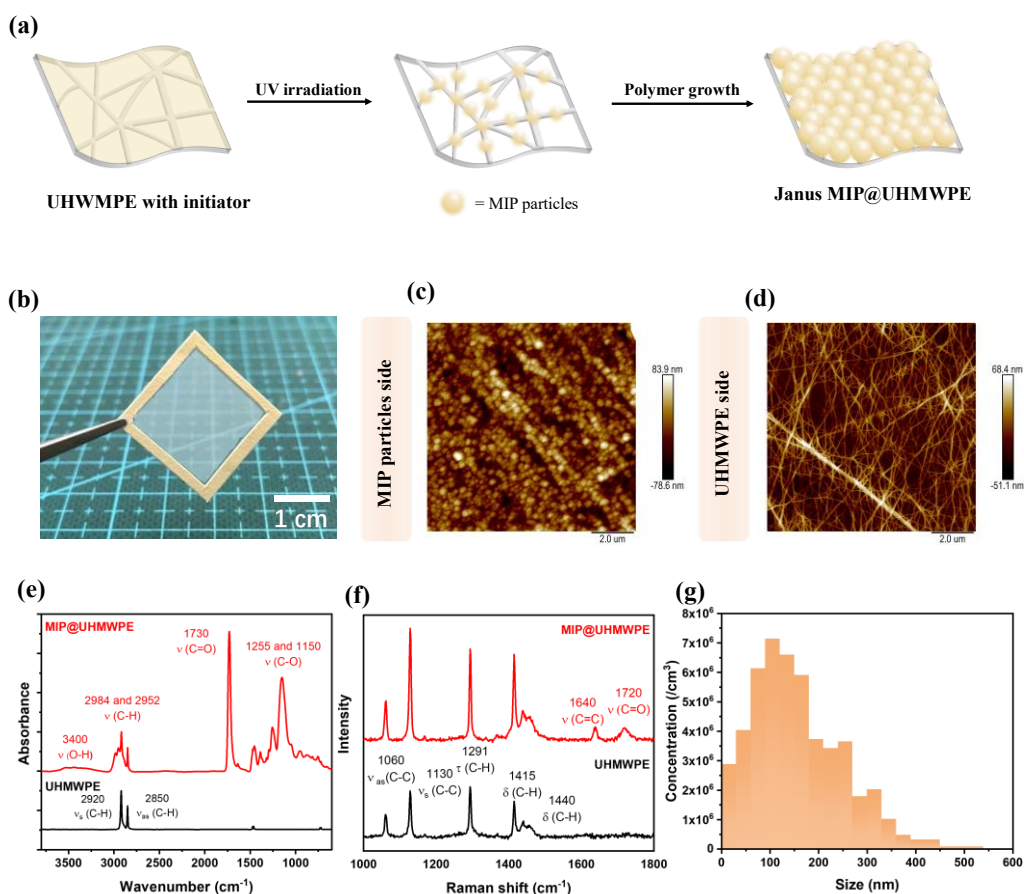 (a)
UV irradiation
Polymer growth
UHWMPE with initiator
= MIP particles
Janus MIP@UHMWPE
(b)
1 cm
(c)
MIP particles side
83.9 nm
-78.6 nm
2.0 um
(d)
UHMWPE side
68.4 nm
-51.1 nm
2.0 um
(e)
MIP@UHMWPE
1730
ν (C=O)
1255 and 1150
ν (C-O)
2984 and 2952
ν (C-H)
3400
ν (O-H)
UHMWPE
2920
νs (C-H)
2850
νas (C-H)
Absorbance
3500 3000 2500 2000 1500 1000
Wavenumber (cm-1)
(f)
MIP@UHMWPE
1720
ν (C=O)
1640
ν (C=C)
1060
ν as(C-C)
1130
νs (C-C)
1291
τ (C-H)
UHMWPE
1415
δ (C-H)
1440
δ (C-H)
Intensity
1000 1200 1400 1600 1800
Raman shift (cm-1)
(g)
8x10⁶
7x10⁶
6x10⁶
5x10⁶
4x10⁶
3x10⁶
2x10⁶
1x10⁶
0
Concentration (/cm³)
0 100 200 300 400 500 600
Size (nm)